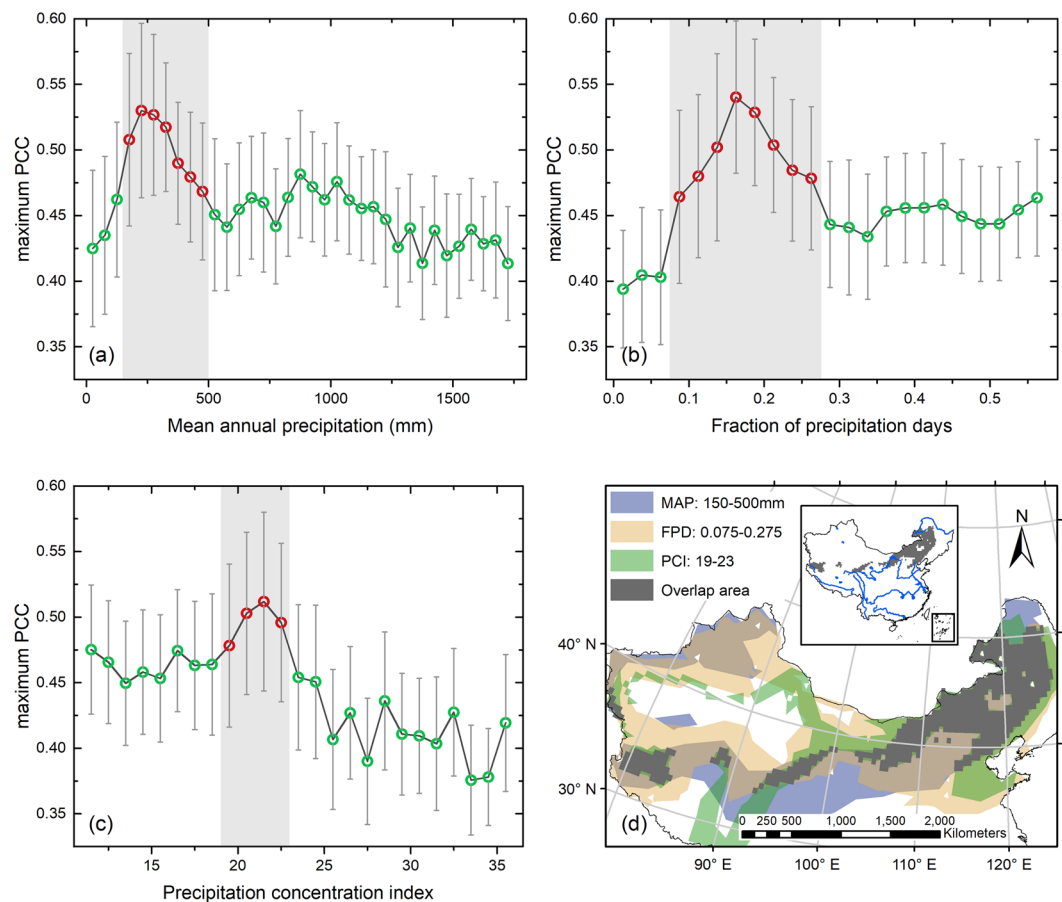 0.60
0.55
0.50
0.45
0.40
0.35
maximum PCC
(a)
0
500
1000
1500
Mean annual precipitation (mm)
0.60
0.55
0.50
0.45
0.40
0.35
maximum PCC
(b)
0.0
0.1
0.2
0.3
0.4
0.5
Fraction of precipitation days
0.60
0.55
0.50
0.45
0.40
0.35
maximum PCC
(c)
15
20
25
30
35
Precipitation concentration index
MAP: 150-500mm
FPD: 0.075-0.275
PCI: 19-23
Overlap area
N
40° N
30° N
(d)
0 250 500 1,000 1,500 2,000
Kilometers
90° E
100° E
110° E
120° E